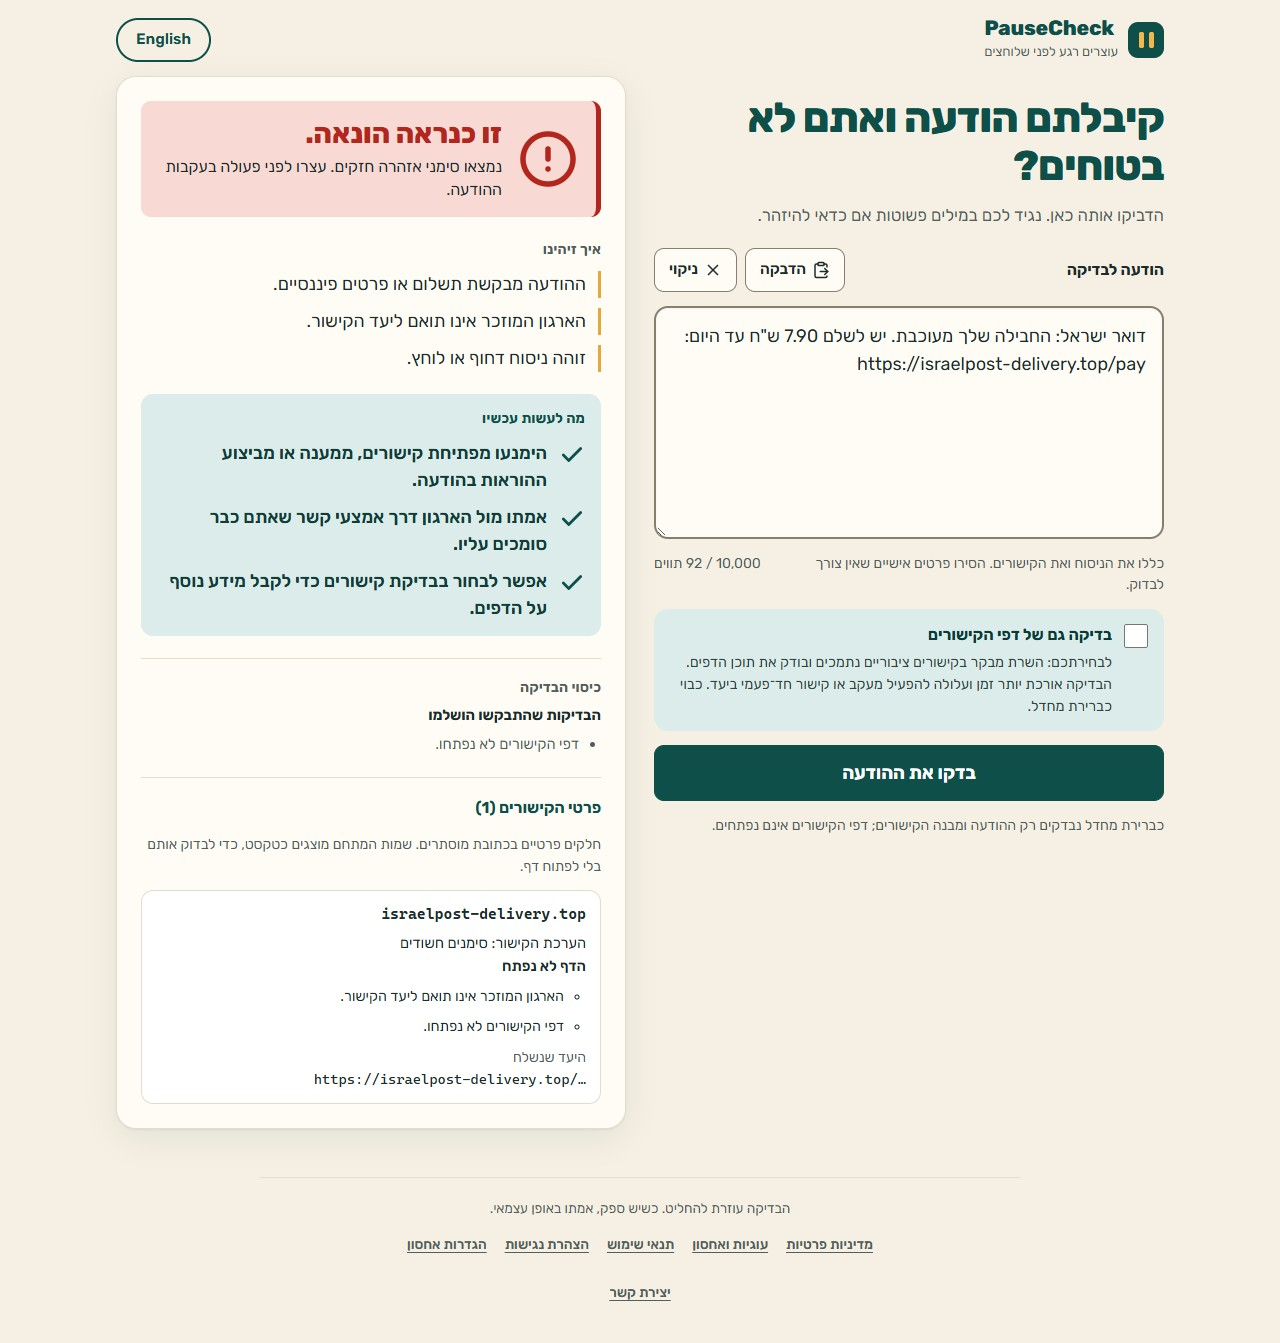 PauseCheck
עוצרים רגע לפני שלוחצים
English
קיבלתם הודעה ואתם לא
בטוחים?
הדביקו אותה כאן. נגיד לכם במילים פשוטות אם כדאי להיזהר.
הודעה לבדיקה
הדבקה
ניקוי
דואר ישראל: החבילה שלך מעוכבת. יש לשלם 7.90 ש"ח עד היום:
https://israelpost-delivery.top/pay
כללו את הניסוח ואת הקישורים. הסירו פרטים אישיים שאין צורך
לבדוק.
92 / 10,000 תווים
בדיקה גם של דפי הקישורים
לבחירתכם: השרת מבקר בקישורים ציבוריים נתמכים ובודק את תוכן הדפים.
הבדיקה אורכת יותר זמן ועלולה להפעיל מעקב או קישור חד־פעמי ביעד. כבוי
כברירת מחדל.
בדקו את ההודעה
כברירת מחדל נבדקים רק ההודעה ומבנה הקישורים; דפי הקישורים אינם נפתחים.
זו כנראה הונאה.
נמצאו סימני אזהרה חזקים. עצרו לפני פעולה בעקבות
ההודעה.
איך זיהינו
ההודעה מבקשת תשלום או פרטים פיננסיים.
הארגון המוזכר אינו תואם ליעד הקישור.
זוהה ניסוח דחוף או לוחץ.
מה לעשות עכשיו
הימנעו מפתיחת קישורים, ממענה או מביצוע
ההוראות בהודעה.
אמתו מול הארגון דרך אמצעי קשר שאתם כבר
סומכים עליו.
אפשר לבחור בבדיקת קישורים כדי לקבל מידע נוסף
על הדפים.
כיסוי הבדיקה
הבדיקות שהתבקשו הושלמו
דפי הקישורים לא נפתחו.
פרטי הקישורים (1)
חלקים פרטיים בכתובת מוסתרים. שמות המתחם מוצגים כטקסט, כדי לבדוק אותם
בלי לפתוח דף.
israelpost-delivery.top
הערכת הקישור: סימנים חשודים
הדף לא נפתח
הארגון המוזכר אינו תואם ליעד הקישור.
דפי הקישורים לא נפתחו.
היעד שנשלח
https://israelpost-delivery.top/…
הבדיקה עוזרת להחליט. כשיש ספק, אמתו באופן עצמאי.
מדיניות פרטיות
עוגיות ואחסון
תנאי שימוש
הצהרת נגישות
הגדרות אחסון
יצירת קשר